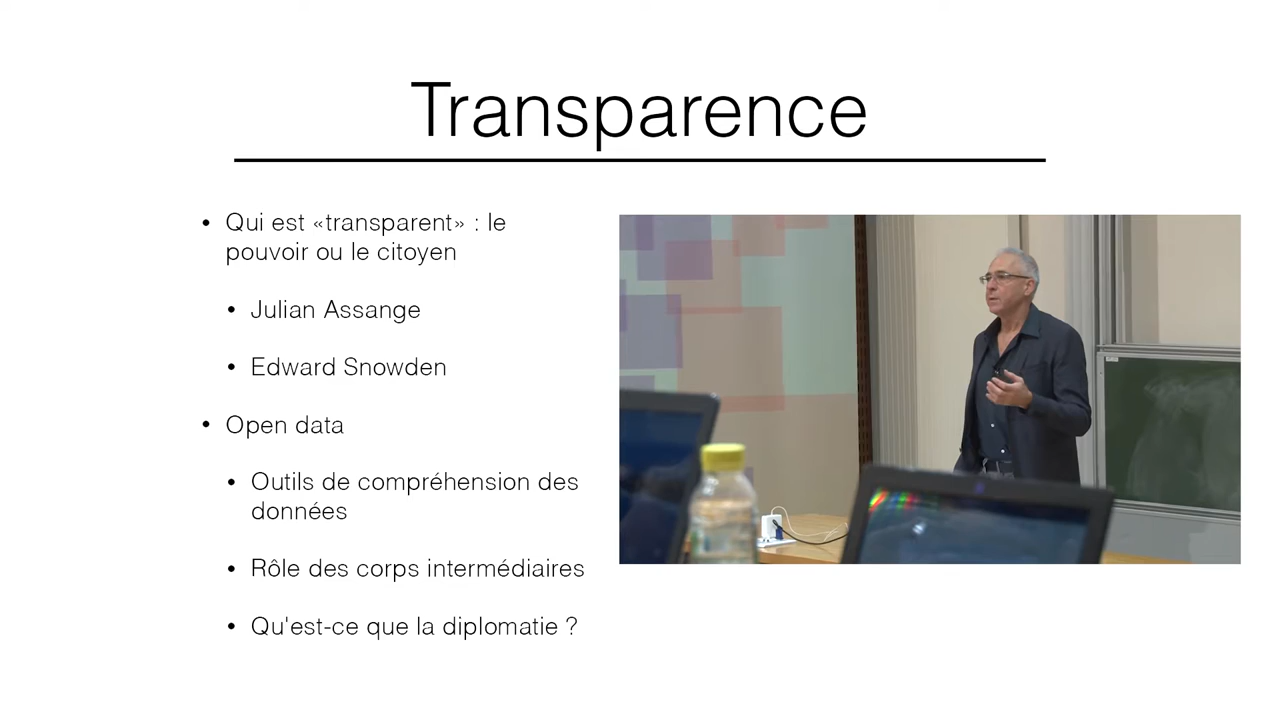 Transparence
• Qui est «transparent» : le
pouvoir ou le citoyen
• Julian Assange
• Edward Snowden
• Open data
• Outils de compréhension des
données
• Rôle des corps intermédiaires
• Qu'est-ce que la diplomatie ?